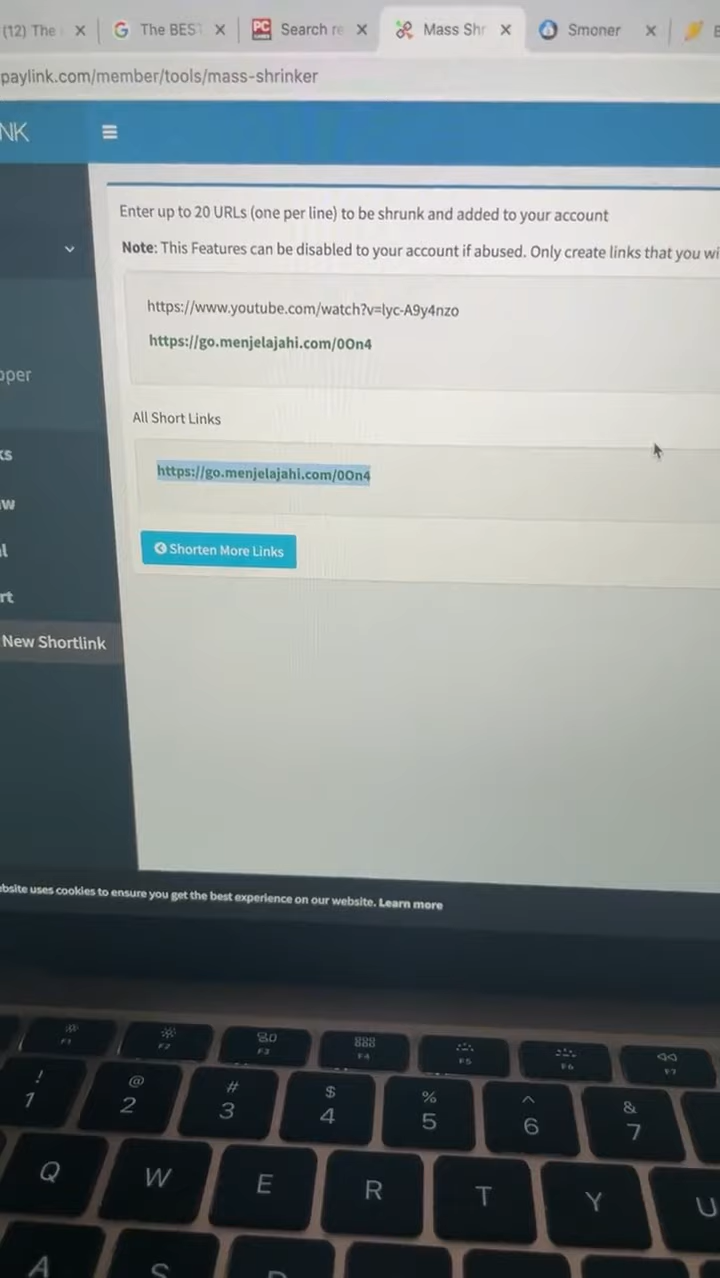 (12) The
The BEST
PC
Search re
Mass Shr
Smoner
paylink.com/member/tools/mass-shrinker
NK
Enter up to 20 URLs (one per line) to be shrunk and added to your account
Note: This Features can be disabled to your account if abused. Only create links that you wi
https://www.youtube.com/watch?v=lyc-A9y4nzo
https://go.menjelajahi.com/0On4
oper
All Short Links
ks
https://go.menjelajahi.com/0On4
w
l
Shorten More Links
rt
New Shortlink
ebsite uses cookies to ensure you get the best experience on our website. Learn more
F1 F2 F3 F4 F5 F6 F7
! @ # $ % ^ &
1 2 3 4 5 6 7
Q W E R T Y U
A S D